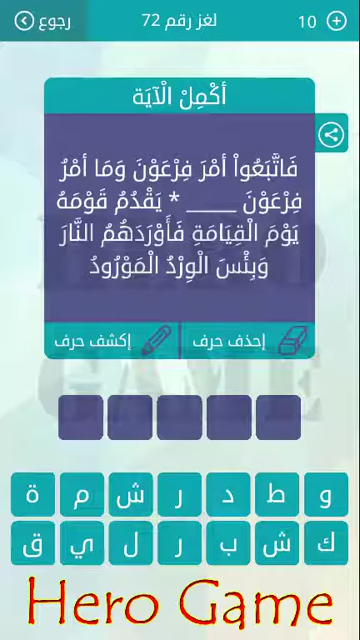 رجوع لغز رقم 72 10
أكْمِلْ الْآيَة
فَاتَّبَعُواْ أَمْرَ فِرْعَوْنَ وَمَا أَمْرُ
فِرْعَوْنَ ____ * يَقْدُمُ قَوْمَهُ
يَوْمَ الْقِيَامَةِ فَأَوْرَدَهُمُ النَّارَ
وَبِئْسَ الْوِرْدُ الْمَوْرُودُ
إحذف حرف إكشف حرف
و ط د ر ش م ة
ك ش ب ر ل ي ق
Hero Game